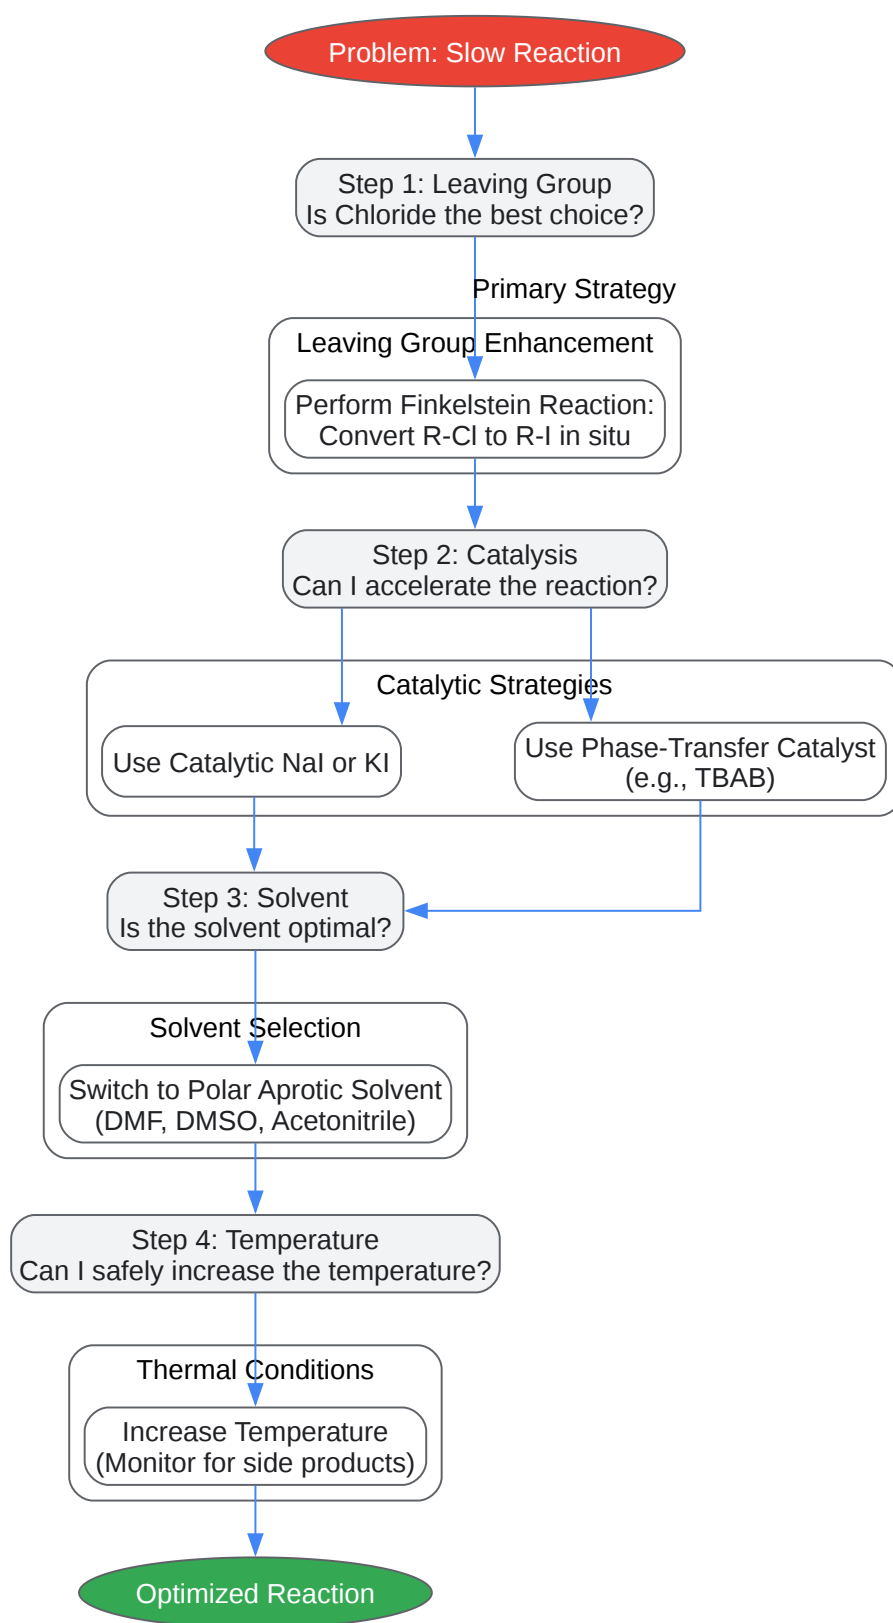 Problem: Slow Reaction
Step 1: Leaving Group
Is Chloride the best choice?
Primary Strategy
Leaving Group Enhancement
Perform Finkelstein Reaction:
Convert R-Cl to R-I in situ
Step 2: Catalysis
Can I accelerate the reaction?
Catalytic Strategies
Use Catalytic NaI or KI
Use Phase-Transfer Catalyst
(e.g., TBAB)
Step 3: Solvent
Is the solvent optimal?
Solvent Selection
Switch to Polar Aprotic Solvent
(DMF, DMSO, Acetonitrile)
Step 4: Temperature
Can I safely increase the temperature?
Thermal Conditions
Increase Temperature
(Monitor for side products)
Optimized Reaction